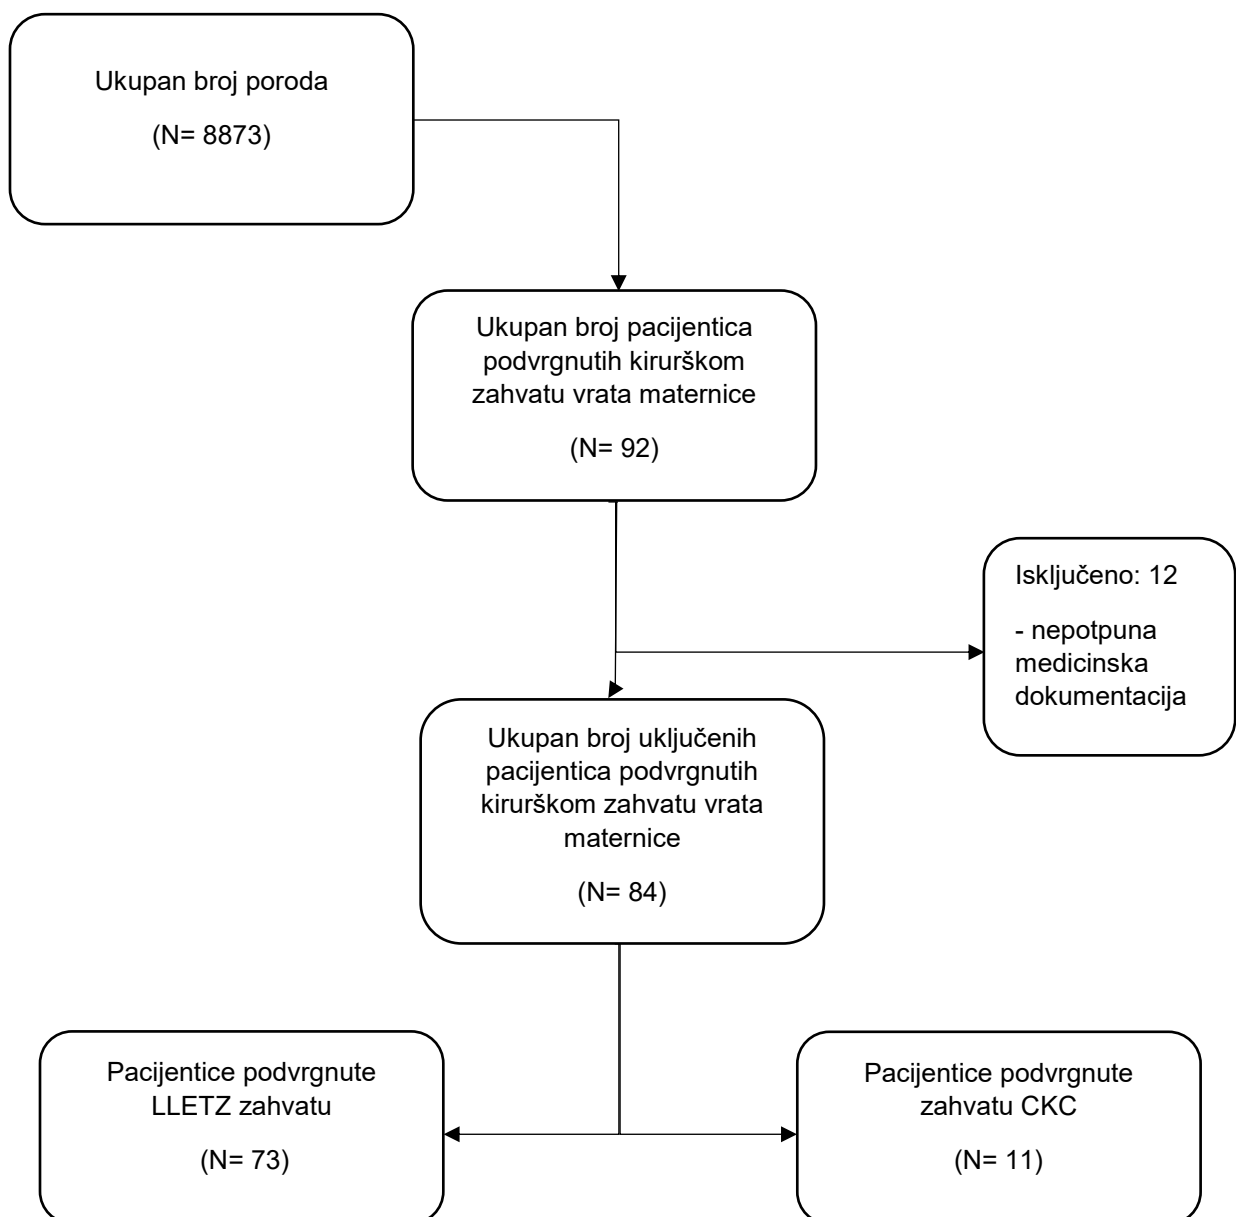 Ukupan broj poroda
(N= 8873)
Ukupan broj pacijentica
podvrgnutih kirurškom
zahvatu vrata maternice
(N= 92)
Isključeno: 12
- nepotpuna
medicinska
dokumentacija
Ukupan broj uključenih
pacijentica podvrgnutih
kirurškom zahvatu vrata
maternice
(N= 84)
Pacijentice podvrgnute
LLETZ zahvatu
(N= 73)
Pacijentice podvrgnute
zahvatu CKC
(N= 11)